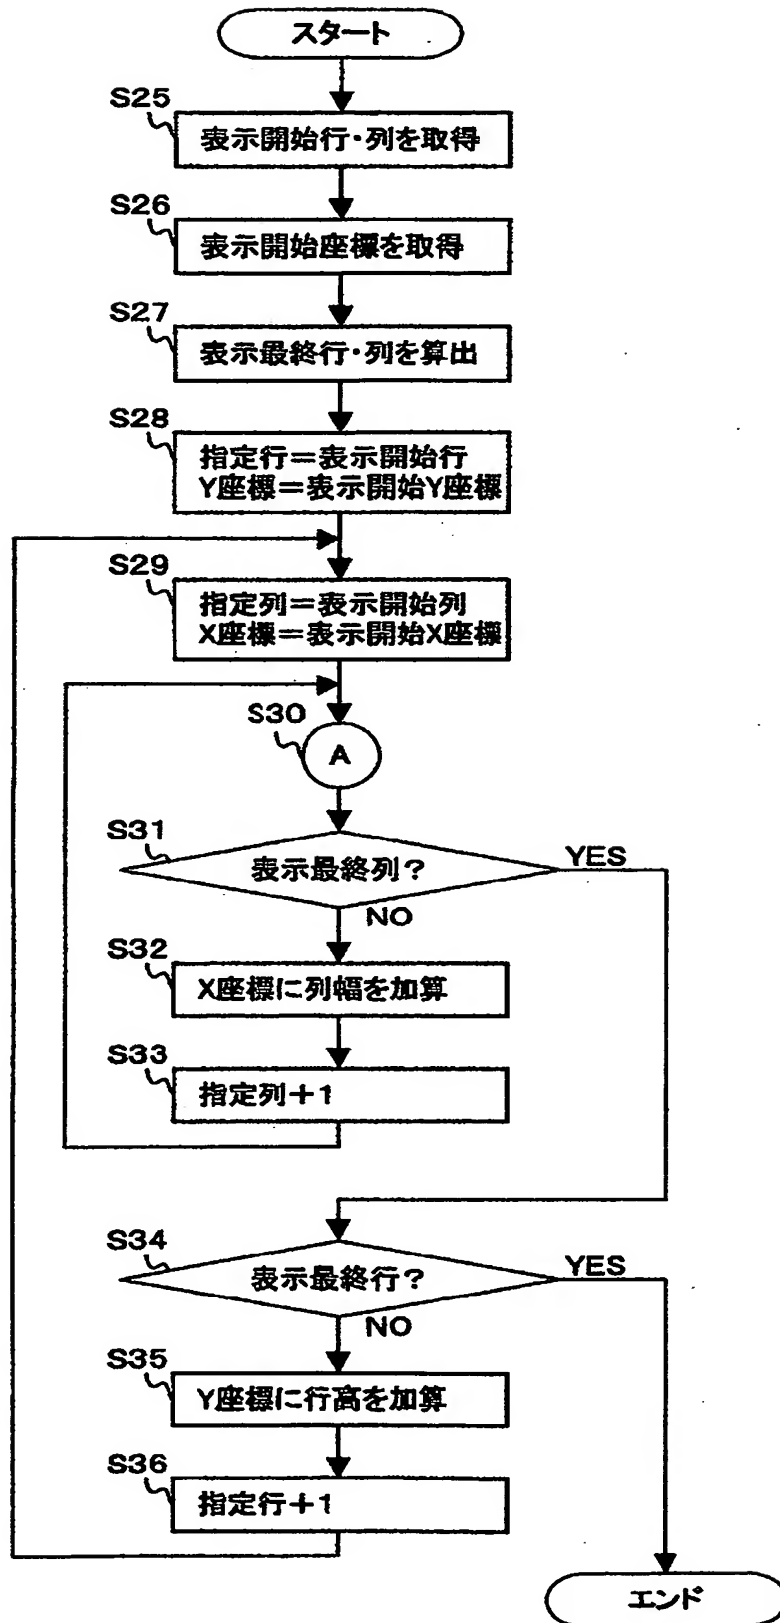 スタート
S25
表示開始行・列を取得
S26
表示開始座標を取得
S27
表示最終行・列を算出
S28
指定行=表示開始行
Y座標=表示開始Y座標
S29
指定列=表示開始列
X座標=表示開始X座標
S30
A
S31
表示最終列?
YES
NO
S32
X座標に列幅を加算
S33
指定列+1
S34
表示最終行?
YES
NO
S35
Y座標に行高を加算
S36
指定行+1
エンド